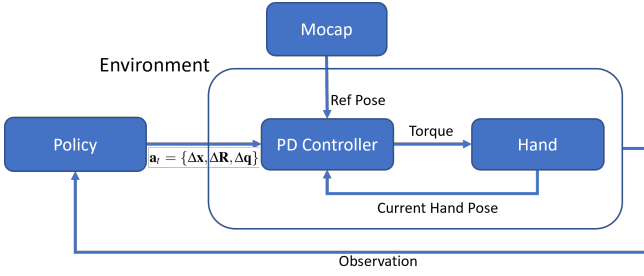 Mocap
Environment
Ref Pose
Policy
PD Controller
Torque
Hand
a_t = {Δx, ΔR, Δq}
Current Hand Pose
Observation